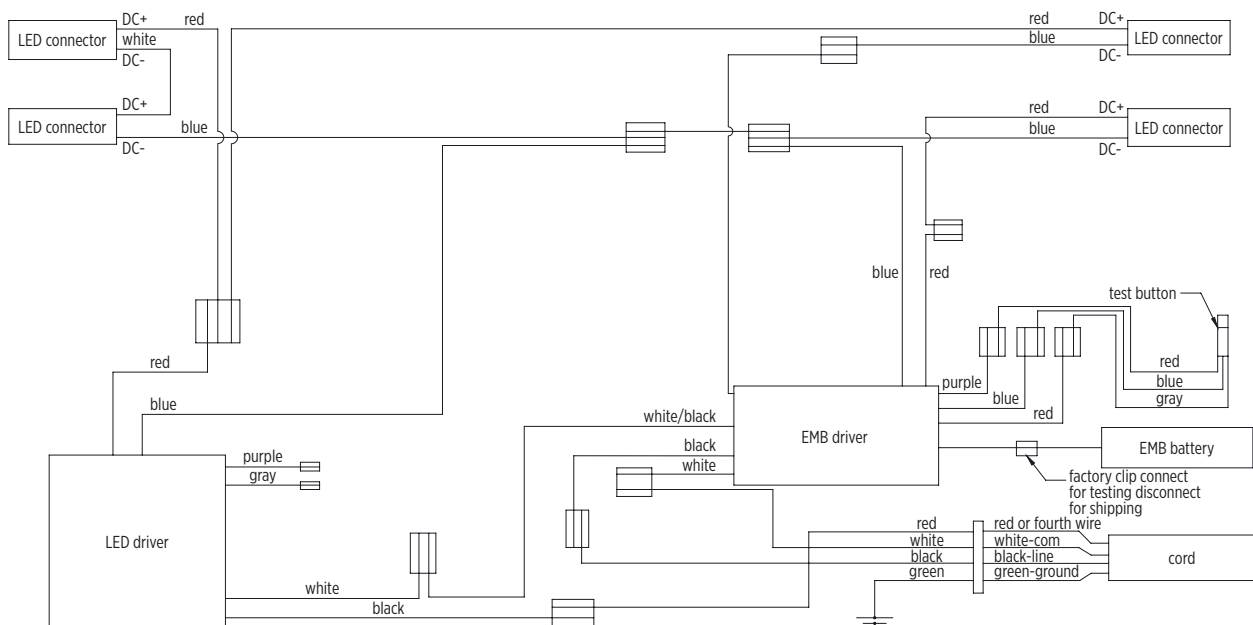 DC+ red
LED connector
white
DC-
DC+
LED connector
blue
DC-
red DC+
blue
LED connector
DC-
red DC+
blue
LED connector
DC-
blue red
test button
red
blue
gray
red
blue
purple
gray
LED driver
white
black
white/black
black
white
EMB driver
purple
blue
red
EMB battery
factory clip connect
for testing disconnect
for shipping
red red or fourth wire
white white-com
black black-line
green green-ground
cord